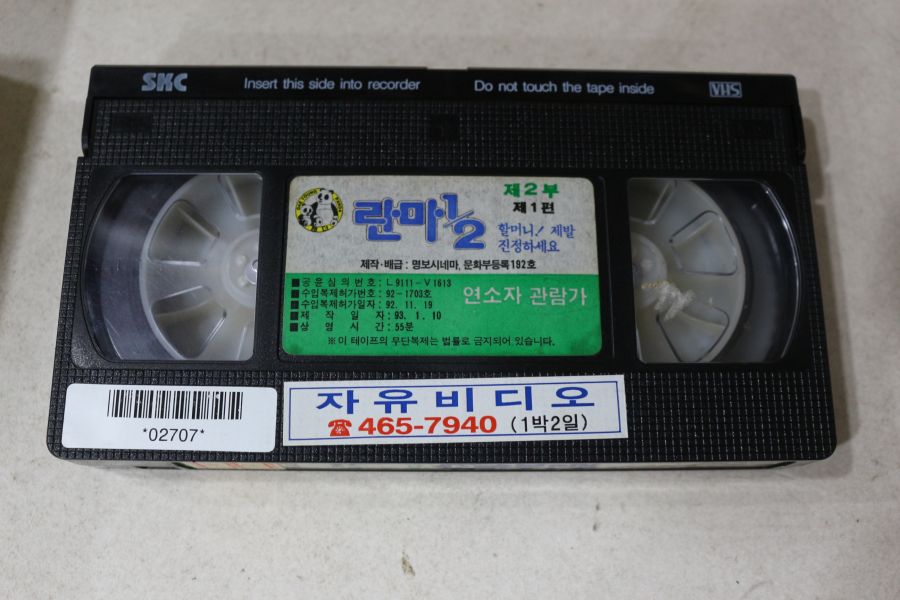 SKC Insert this side into recorder Do not touch the tape inside VHS
제2부
제1편
란마1/2
할머니! 제발
진정하세요
제작·배급 : 명보시네마, 문화부등록192호
■공윤심의번호 : L9111-V1613
■수입복제허가번호 : 92-1703호
■수입복제허가일자 : 92. 11. 19
■제작일자 : 93. 1. 10
■상영시간 : 55분
연소자 관람가
※이 테이프의 무단복제는 법률로 금지되어 있습니다.
*02707*
자유비디오
☎ 465-7940 (1박2일)